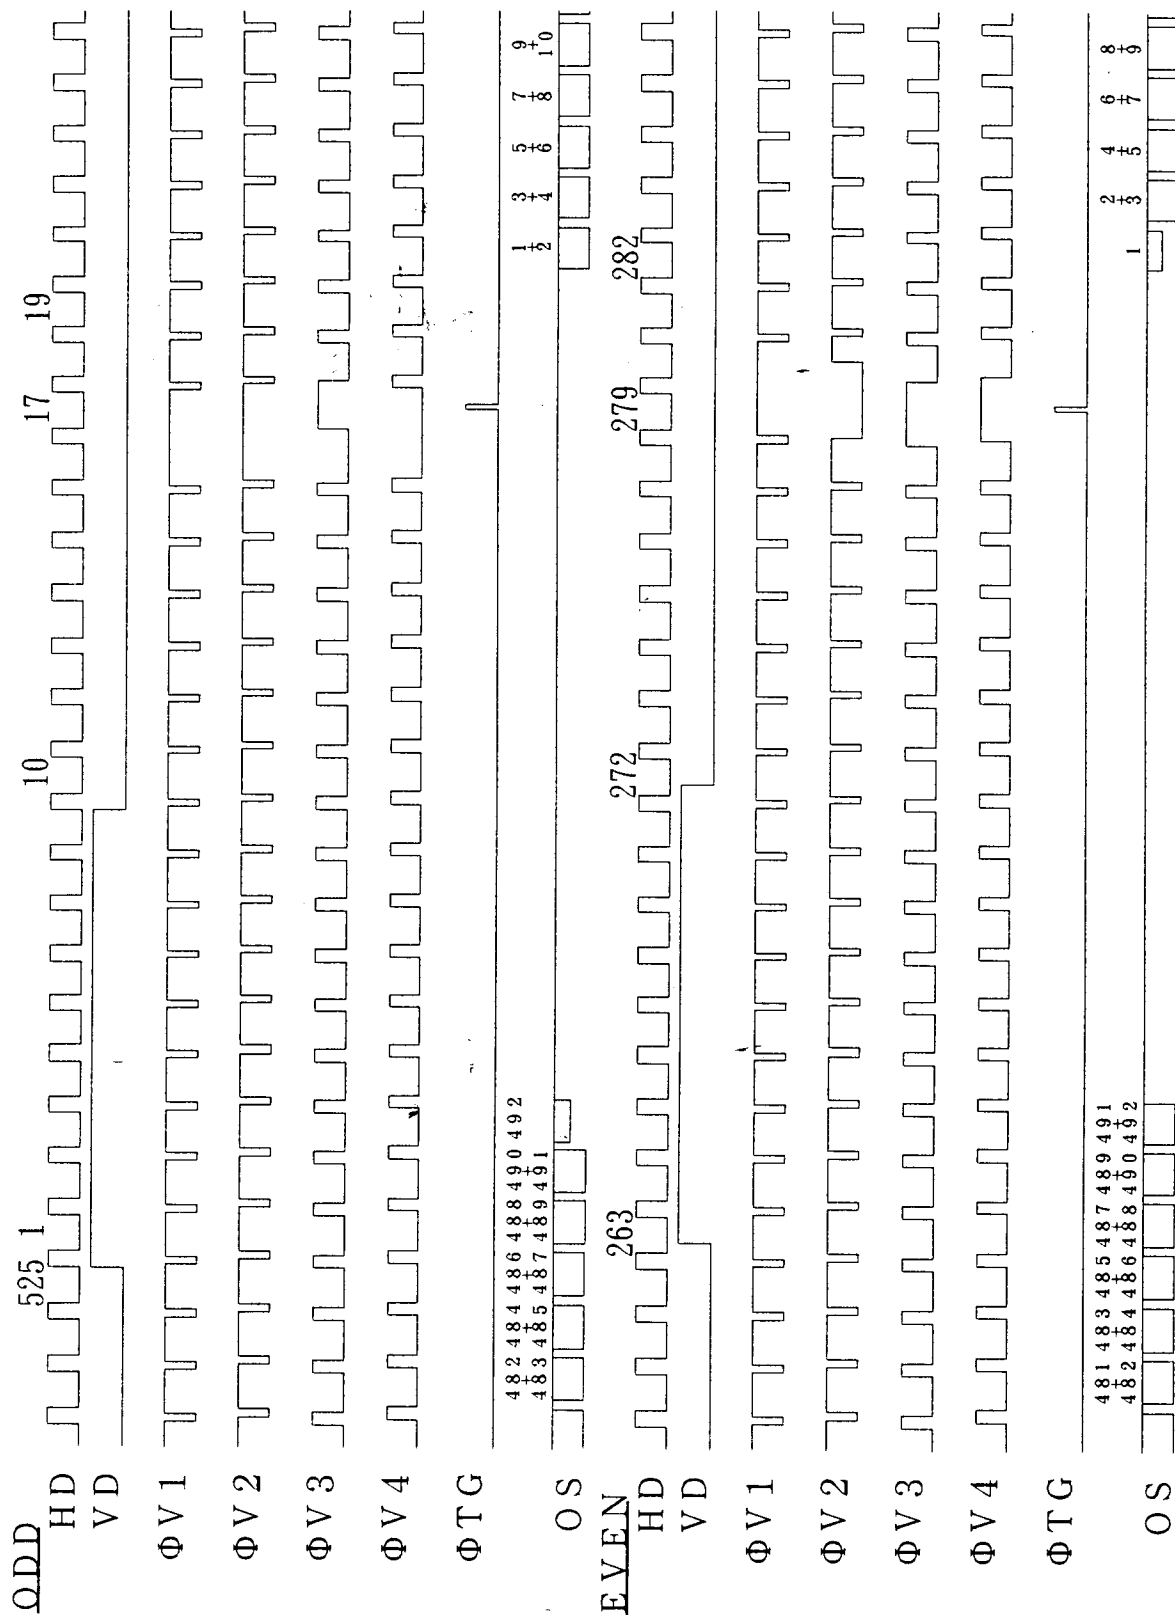 ODD
525 1 10 17 19
HD
VD
ΦV1
ΦV2
ΦV3
ΦV4
ΦTG
482 484 486 488 490 492 1 3 5 7 9
+ + + + + + + + + +
483 485 487 489 491 2 4 6 8 10
OS
EVEN
263 272 279 282
HD
VD
ΦV1
ΦV2
ΦV3
ΦV4
ΦTG
481 483 485 487 489 491 1 2 4 6 8
+ + + + + + + + + +
482 484 486 488 490 492 3 5 7 9
OS